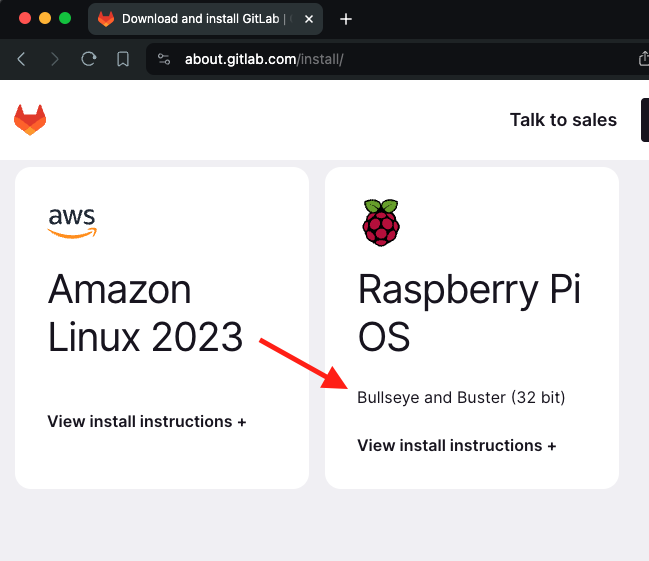 Download and install GitLab |
about.gitlab.com/install/
Talk to sales
aws
Amazon
Linux 2023
View install instructions +
Raspberry Pi
OS
Bullseye and Buster (32 bit)
View install instructions +